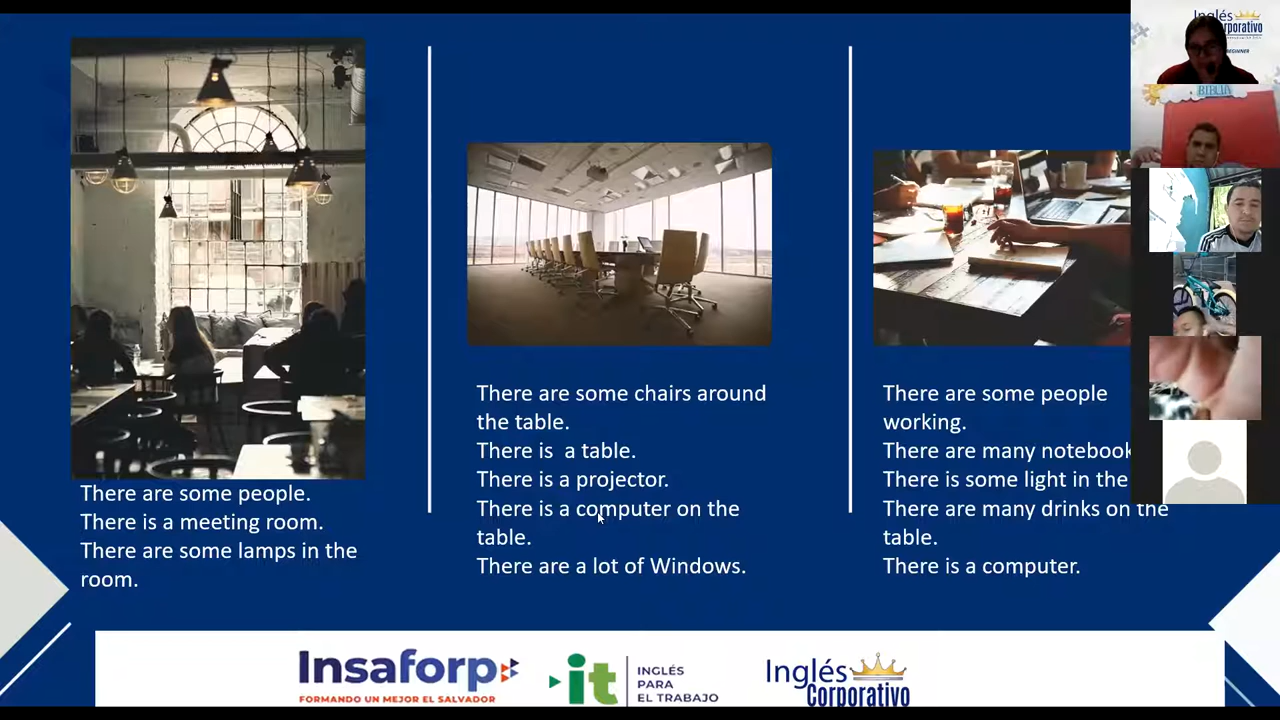 There are some people.
There is a meeting room.
There are some lamps in the
room.
There are some chairs around
the table.
There is  a table.
There is a projector.
There is a computer on the
table.
There are a lot of Windows.
There are some people
working.
There are many notebook
There is some light in the
There are many drinks on the
table.
There is a computer.
Insaforp
FORMANDO UN MEJOR EL SALVADOR
it
INGLÉS
PARA
EL TRABAJO
Inglés
Corporativo
Inglés
Corporativo
BEGINNER
BIBLIA